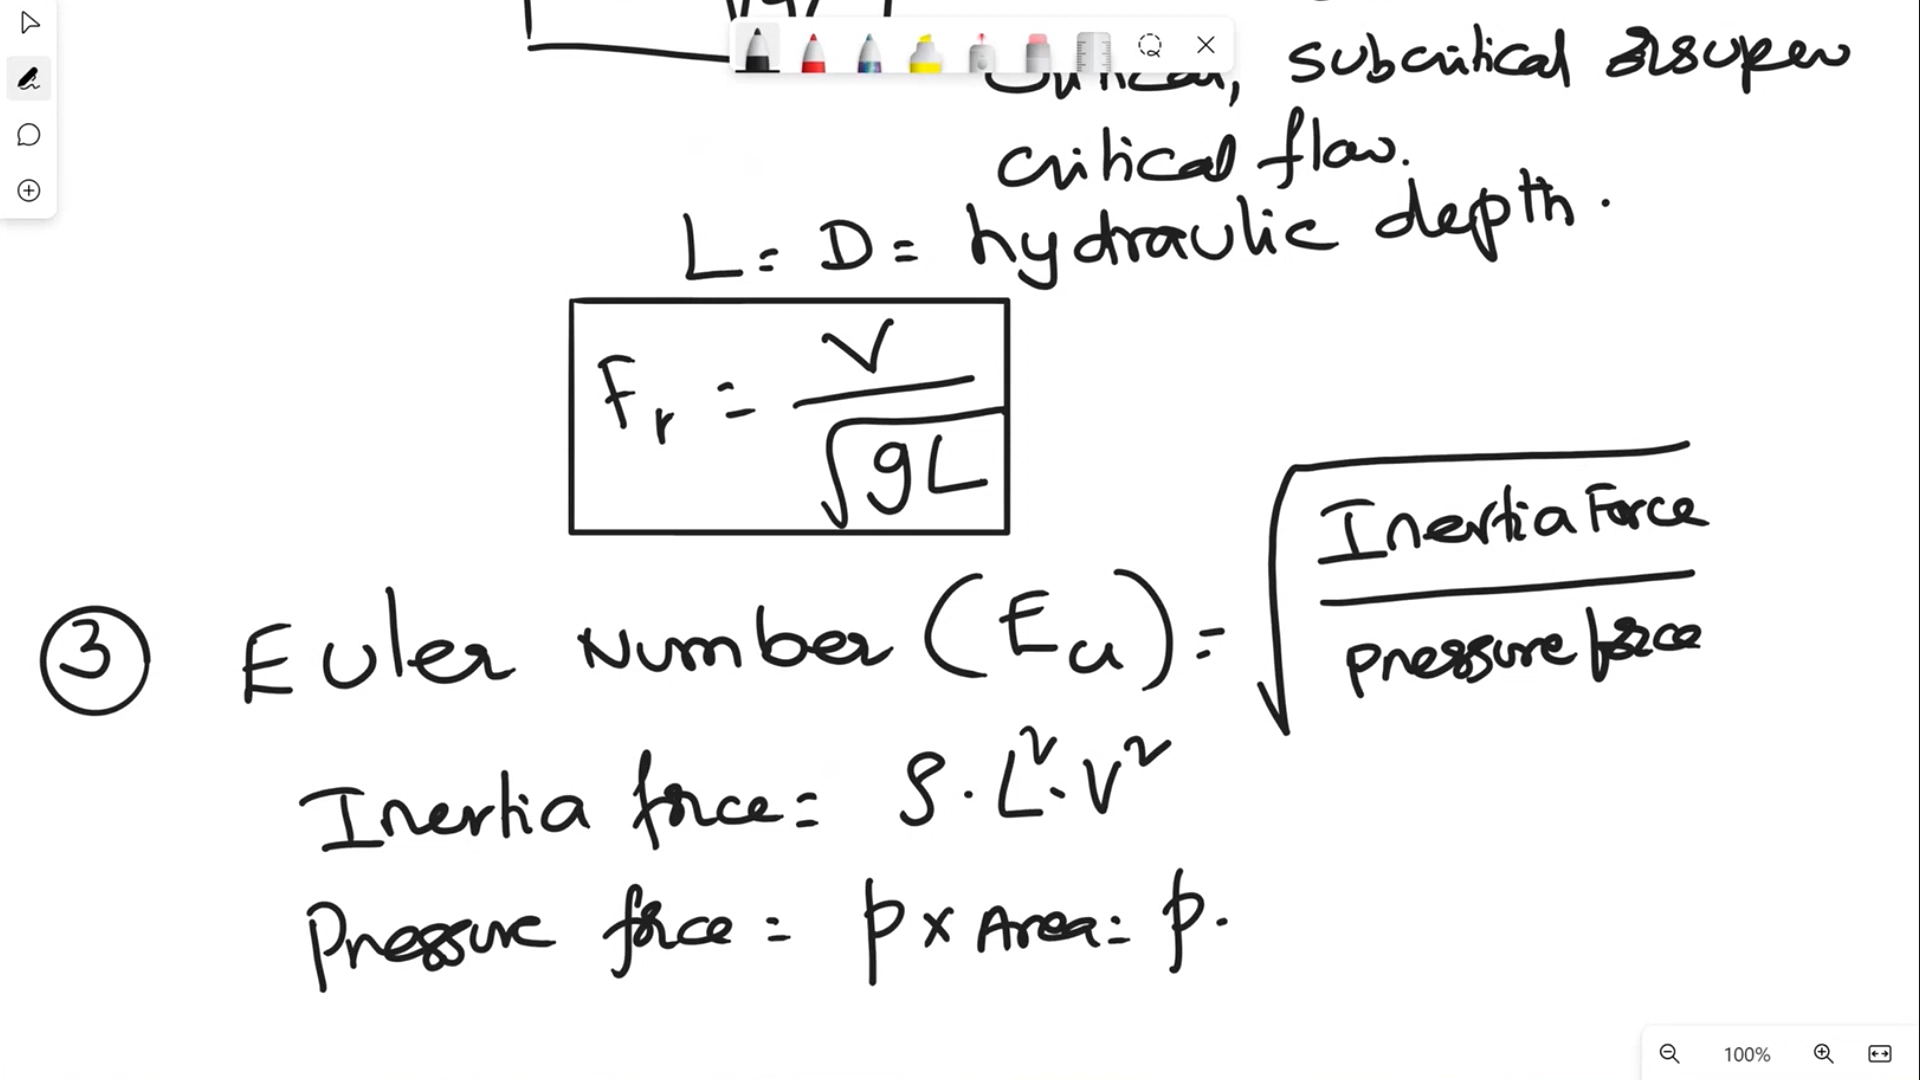 subcritical or super
critical flow.
L = D = hydraulic depth.
Fr = V / √gL
③ Euler Number (Eu) = √(Inertia Force / pressure force)
Inertia force = ρ . L² . V²
Pressure force = p x Area = p.
100%